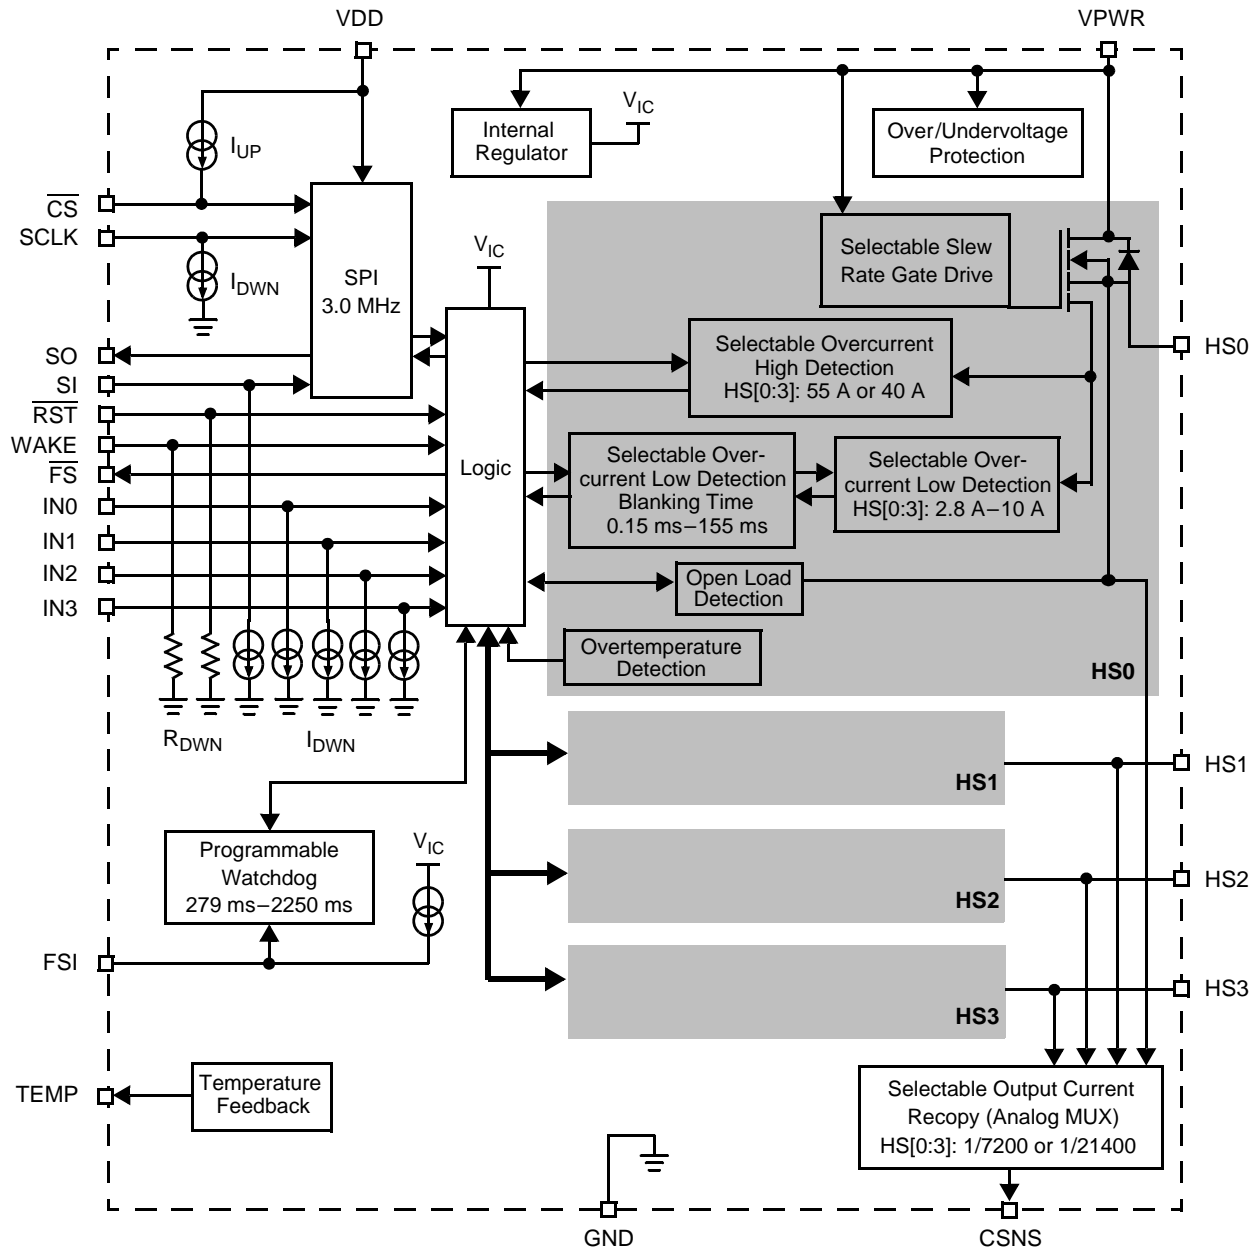 VDD
VPWR
VIC
Internal
Regulator
Over/Undervoltage
Protection
IUP
CS
SCLK
IDWN
SPI
3.0 MHz
VIC
Selectable Slew
Rate Gate Drive
SO
SI
RST
WAKE
FS
IN0
IN1
IN2
IN3
Logic
Selectable Overcurrent
High Detection
HS[0:3]: 55 A or 40 A
HS0
Selectable Over-
current Low Detection
Blanking Time
0.15 ms–155 ms
Selectable Over-
current Low Detection
HS[0:3]: 2.8 A–10 A
Open Load
Detection
Overtemperature
Detection
HS0
RDWN
IDWN
HS1
HS1
Programmable
Watchdog
279 ms–2250 ms
VIC
HS2
HS2
FSI
HS3
HS3
TEMP
Temperature
Feedback
Selectable Output Current
Recopy (Analog MUX)
HS[0:3]: 1/7200 or 1/21400
GND
CSNS